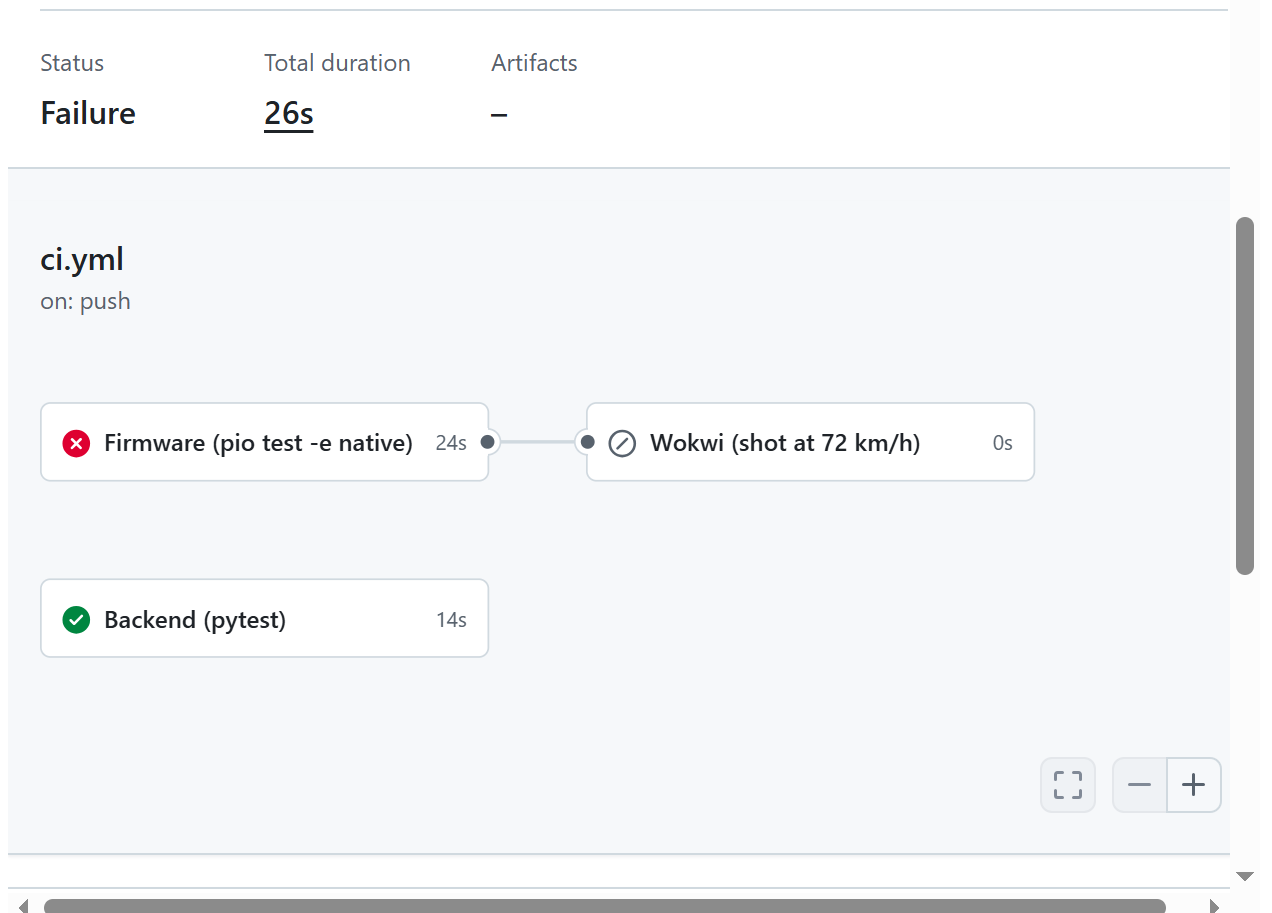 Status Total duration Artifacts
Failure 26s –
ci.yml
on: push
Firmware (pio test -e native) 24s Wokwi (shot at 72 km/h) 0s
Backend (pytest) 14s